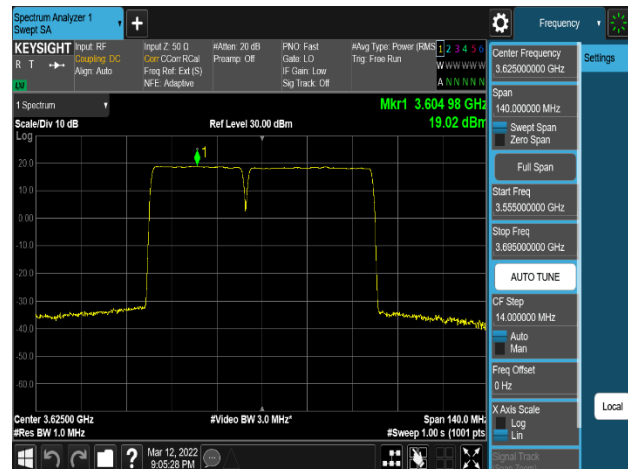 Spectrum Analyzer 1
Swept SA
Frequency
KEYSIGHT
R T
Input: RF
Coupling: DC
Align: Auto
Input Z: 50 Ω
Corr CCorr RCal
Freq Ref: Ext (S)
NFE: Adaptive
#Atten: 20 dB
Preamp: Off
PNO: Fast
Gate: LO
IF Gain: Low
Sig Track: Off
#Avg Type: Power (RMS
Trig: Free Run
1 2 3 4 5 6
W W W W W W
A N N N N N
LXI
1 Spectrum
Scale/Div 10 dB
Log
Ref Level 30.00 dBm
Mkr1 3.604 98 GHz
19.02 dBm
1
20.0
10.0
0.00
-10.0
-20.0
-30.0
-40.0
-50.0
-60.0
Center 3.62500 GHz
#Res BW 1.0 MHz
#Video BW 3.0 MHz*
Span 140.0 MHz
#Sweep 1.00 s (1001 pts
Mar 12, 2022
9:05:28 PM
Center Frequency
3.625000000 GHz
Span
140.000000 MHz
Swept Span
Zero Span
Full Span
Start Freq
3.555000000 GHz
Stop Freq
3.695000000 GHz
AUTO TUNE
CF Step
14.000000 MHz
Auto
Man
Freq Offset
0 Hz
X Axis Scale
Log
Lin
Signal Track
(Span Zoom)
Settings
Local